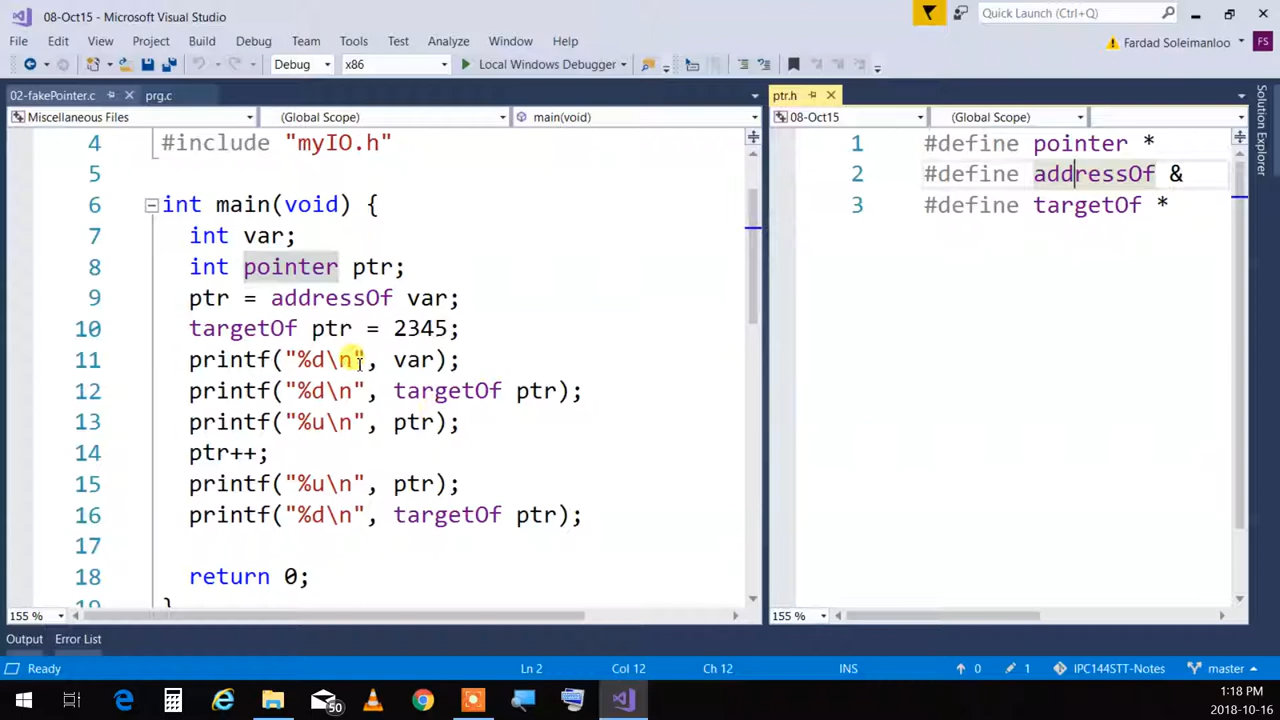 08-Oct15 - Microsoft Visual Studio
Quick Launch (Ctrl+Q)
File Edit View Project Build Debug Team Tools Test Analyze Window Help
Fardad Soleimanloo FS
Debug x86 Local Windows Debugger
02-fakePointer.c prg.c
Miscellaneous Files (Global Scope) main(void)
4 #include "myIO.h"
5
6 int main(void) {
7 int var;
8 int pointer ptr;
9 ptr = addressOf var;
10 targetOf ptr = 2345;
11 printf("%d\n", var);
12 printf("%d\n", targetOf ptr);
13 printf("%u\n", ptr);
14 ptr++;
15 printf("%u\n", ptr);
16 printf("%d\n", targetOf ptr);
17
18 return 0;
19 }
155 %
ptr.h
08-Oct15 (Global Scope)
1 #define pointer *
2 #define addressOf &
3 #define targetOf *
155 %
Solution Explorer
Output Error List
Ready Ln 2 Col 12 Ch 12 INS 0 1 IPC144STT-Notes master
50
1:18 PM
2018-10-16